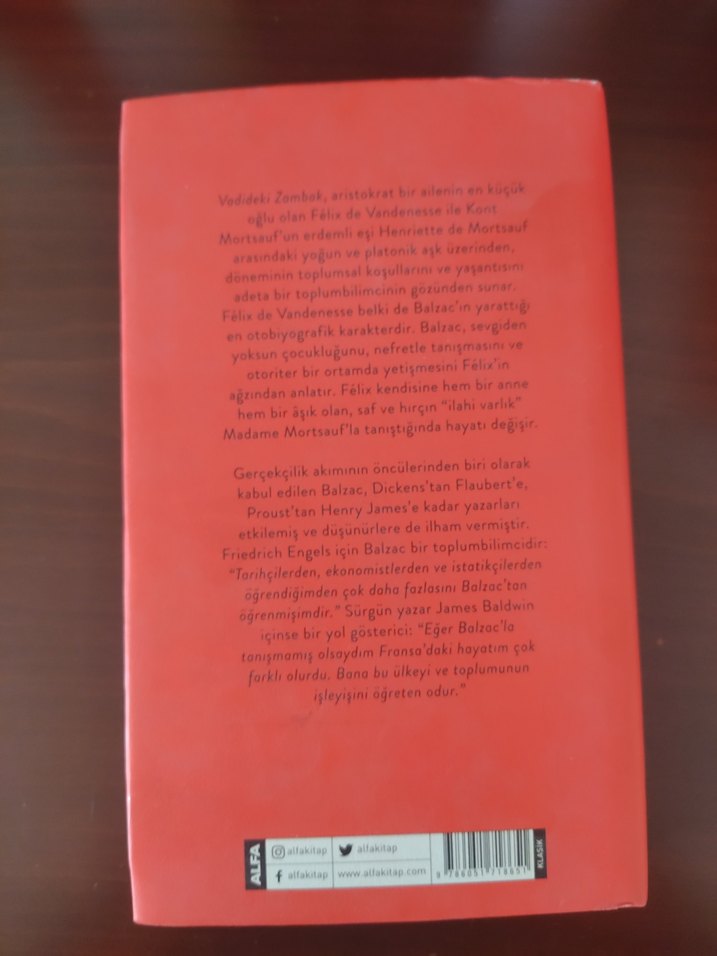 Vadideki Zambak, aristokrat bir ailenin en küçük
oğlu olan Félix de Vandenesse ile Kont
Mortsauf'un erdemli eşi Henriette de Mortsauf
arasındaki yoğun ve platonik aşk üzerinden,
döneminin toplumsal koşullarını ve yaşantısını
adeta bir toplumbilimcinin gözünden sunar.
Félix de Vandenesse belki de Balzac'ın yarattığı
en otobiyografik karakterdir. Balzac, sevgiden
yoksun çocukluğunu, nefretle tanışmasını ve
otoriter bir ortamda yetişmesini Félix'in
ağzından anlatır. Félix kendisine hem bir anne
hem bir âşık olan, saf ve hırçın "ilahi varlık"
Madame Mortsauf'la tanıştığında hayatı değişir.
Gerçekçilik akımının öncülerinden biri olarak
kabul edilen Balzac, Dickens'tan Flaubert'e,
Proust'tan Henry James'e kadar yazarları
etkilemiş ve düşünürlere de ilham vermiştir.
Friedrich Engels için Balzac bir toplumbilimcidir:
"Tarihçilerden, ekonomistlerden ve istatikçilerden
öğrendiğimden çok daha fazlasını Balzac'tan
öğrenmişimdir." Sürgün yazar James Baldwin
içinse bir yol gösterici: "Eğer Balzac'la
tanışmamış olsaydım Fransa'daki hayatım çok
farklı olurdu. Bana bu ülkeyi ve toplumunun
işleyişini öğreten odur."
ALFA
alfakitap
alfakitap
alfakitap
www.alfakitap.com
9 786051 718651
KLASİK